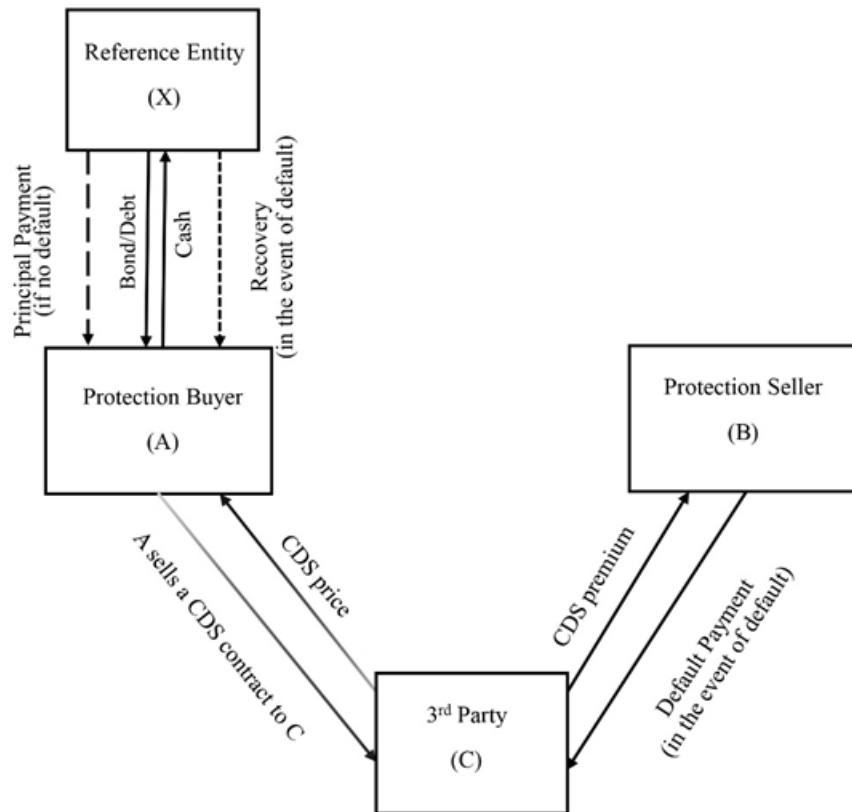 Reference Entity
(X)
Principal Payment
(if no default)
Bond/Debt
Cash
Recovery
(in the event of default)
Protection Buyer
(A)
Protection Seller
(B)
A sells a CDS contract to C
CDS price
CDS premium
Default Payment
(in the event of default)
3rd Party
(C)